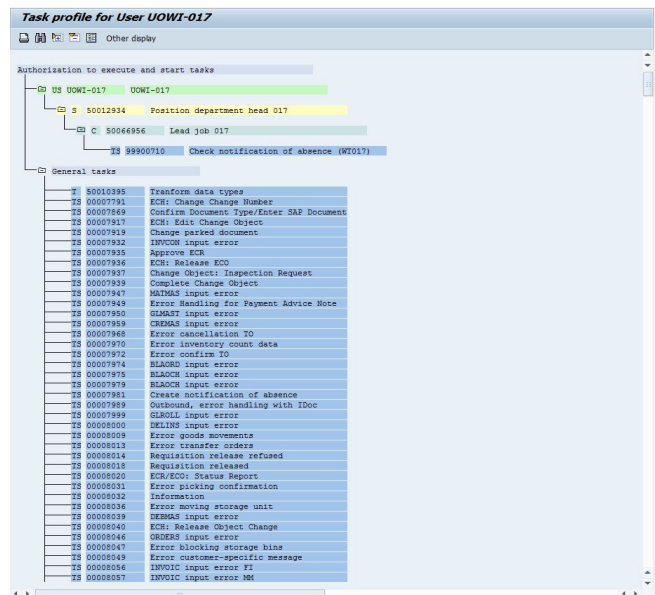 Task profile for User UOWI-017
Other display
Authorization to execute and start tasks
US UOWI-017 UOWI-017
S 50012934 Position department head 017
C 50066956 Lead job 017
TS 99900710 Check notification of absence (WT017)
General tasks
T 50010395 Tranform data types
TS 00007791 ECH: Change Change Number
TS 00007869 Confirm Document Type/Enter SAP Document
TS 00007917 ECH: Edit Change Object
TS 00007919 Change parked document
TS 00007932 INVCON input error
TS 00007935 Approve ECR
TS 00007936 ECH: Release ECO
TS 00007937 Change Object: Inspection Request
TS 00007939 Complete Change Object
TS 00007947 MATMAS input error
TS 00007949 Error Handling for Payment Advice Note
TS 00007950 GLMAST input error
TS 00007959 CREMAS input error
TS 00007968 Error cancellation TO
TS 00007970 Error inventory count data
TS 00007972 Error confirm TO
TS 00007974 BLAORD input error
TS 00007975 BLAOCH input error
TS 00007979 BLAOCH input error
TS 00007981 Create notification of absence
TS 00007989 Outbound, error handling with IDoc
TS 00007999 GLROLL input error
TS 00008000 DELINS input error
TS 00008009 Error goods movements
TS 00008013 Error transfer orders
TS 00008014 Requisition release refused
TS 00008018 Requisition released
TS 00008020 ECR/ECO: Status Report
TS 00008031 Error picking confirmation
TS 00008032 Information
TS 00008036 Error moving storage unit
TS 00008039 DEBMAS input error
TS 00008040 ECH: Release Object Change
TS 00008046 ORDERS input error
TS 00008047 Error blocking storage bins
TS 00008049 Error customer-specific message
TS 00008056 INVOIC input error FI
TS 00008057 INVOIC input error MM